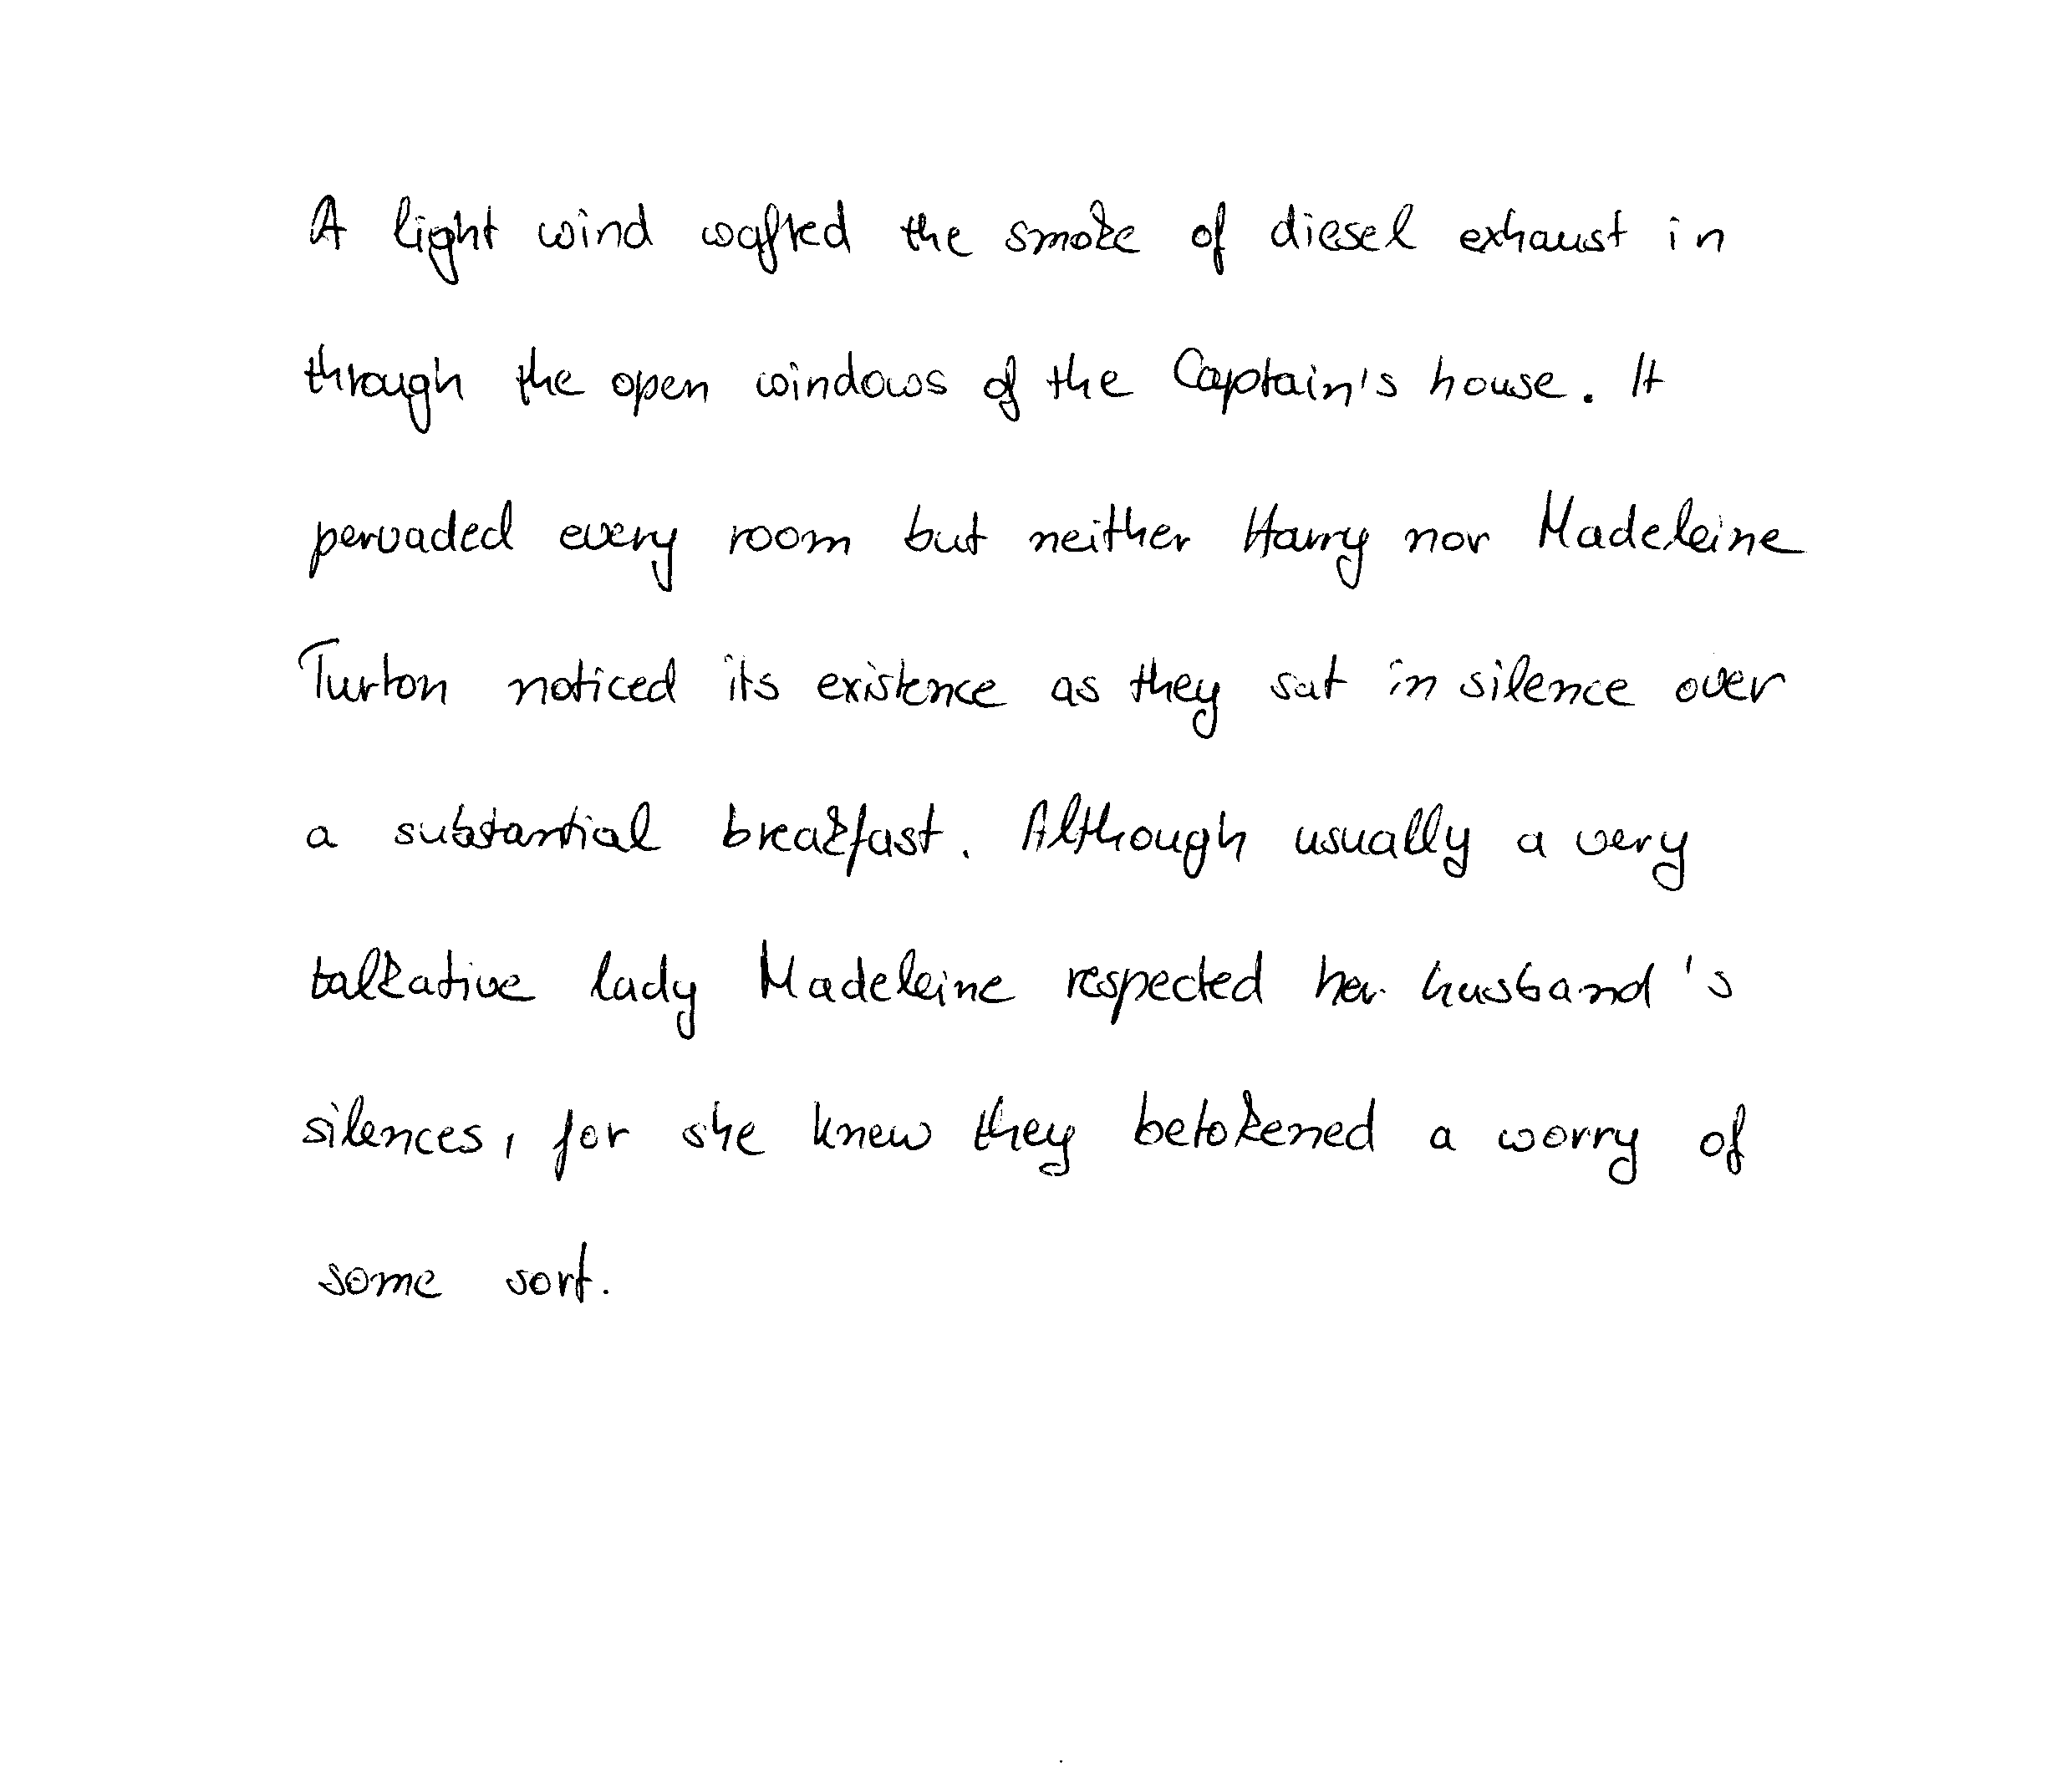 A light wind wafted the smoke of diesel exhaust in
through the open windows of the Captain's house. It
pervaded every room but neither Harry nor Madeleine
Turton noticed its existence as they sat in silence over
a substantial breakfast. Although usually a very
talkative lady Madeleine respected her husband's
silences, for she knew they betokened a worry of
some sort.